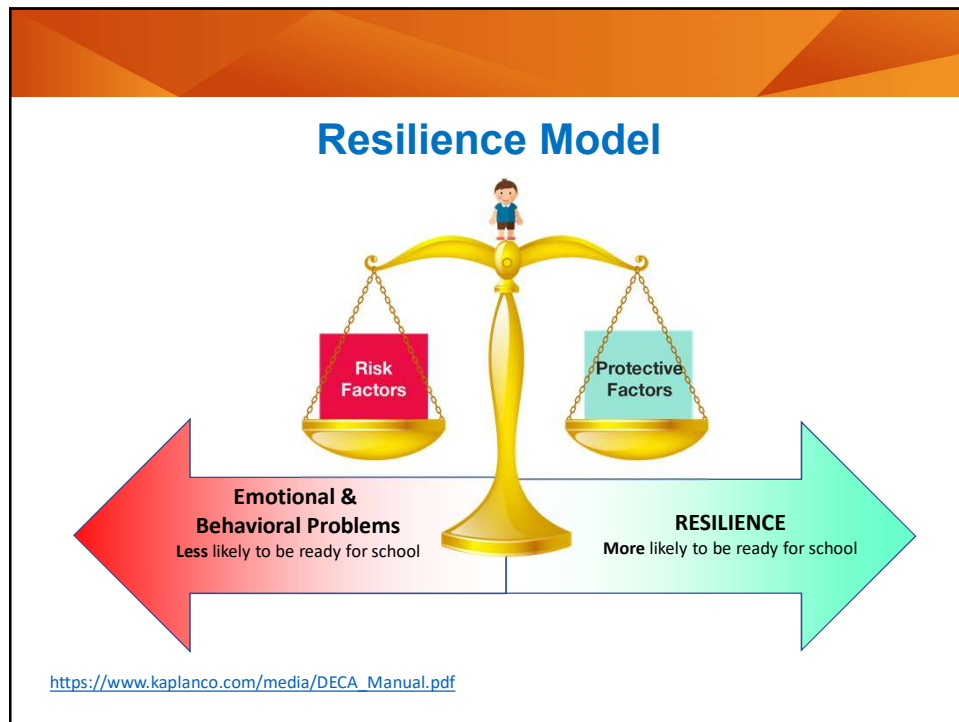 Resilience Model
Risk
Factors
Protective
Factors
Emotional &
Behavioral Problems
Less likely to be ready for school
RESILIENCE
More likely to be ready for school
https://www.kaplanco.com/media/DECA_Manual.pdf